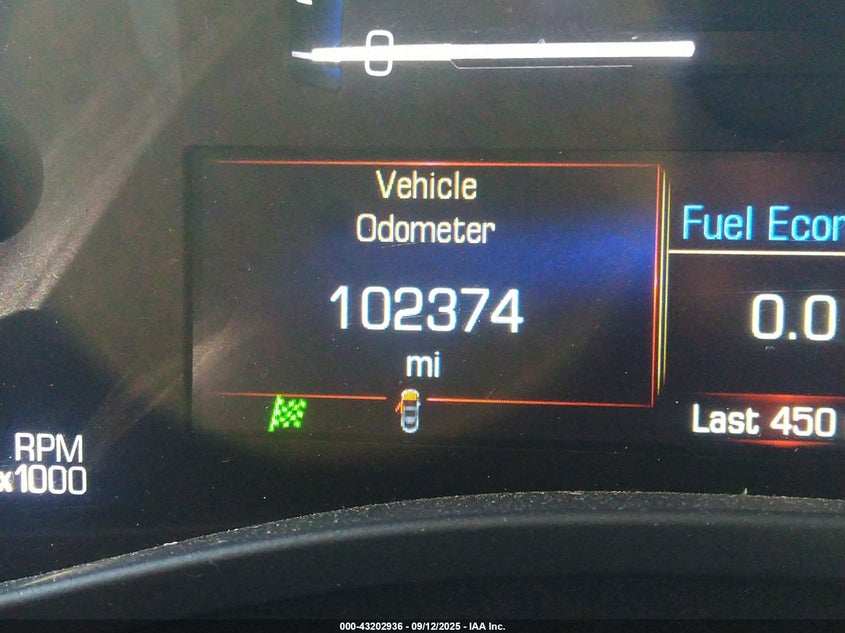 0
Vehicle
Odometer
102374
mi
Fuel Econ
0.0
Last 450
RPM
x1000
000-43202936 - 09/12/2025 - IAA Inc.